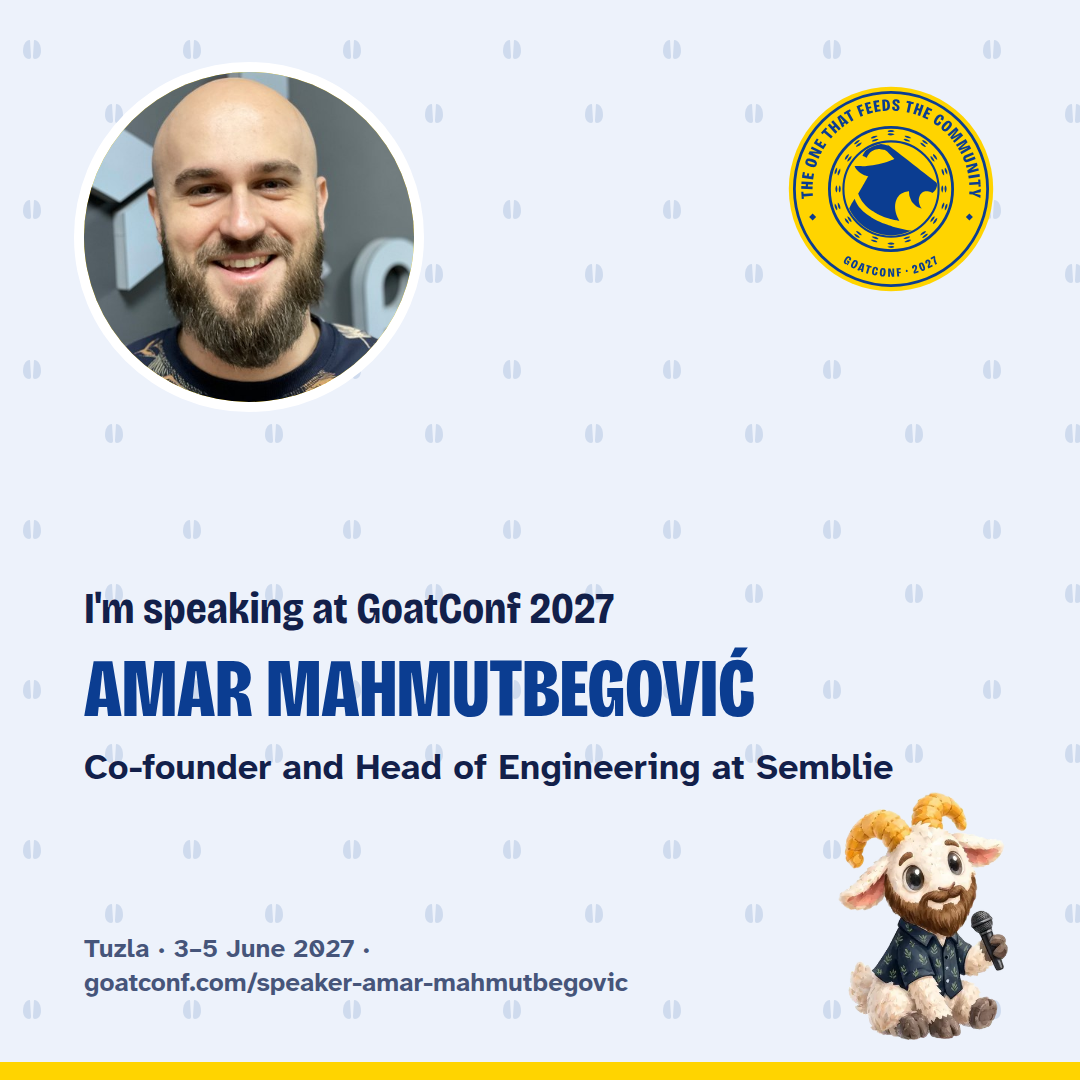 THE ONE THAT FEEDS THE COMMUNITY
GOATCONF · 2027
I'm speaking at GoatConf 2027
AMAR MAHMUTBEGOVIĆ
Co-founder and Head of Engineering at Semblie
Tuzla · 3–5 June 2027 ·
goatconf.com/speaker-amar-mahmutbegovic